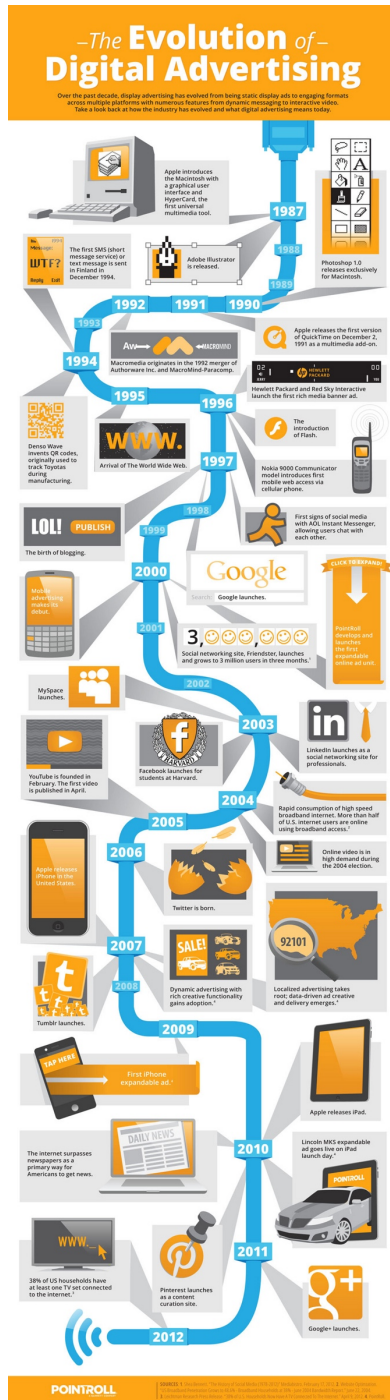 –The Evolution of–
Digital Advertising
Over the past decade, display advertising has evolved from being static display ads to engaging formats
across multiple platforms with numerous features from dynamic messaging to interactive video.
Take a look back at how the industry has evolved and what digital advertising means today.
Apple introduces
the Macintosh with
a graphical user
interface and
HyperCard, the
first universal
multimedia tool.
1987
A
Photoshop 1.0
releases exclusively
for Macintosh.
1988
WTF?
Reply Exit
The first SMS (short
message service) or
text message is sent
in Finland in
December 1994.
Adobe Illustrator
is released.
1989
1990
1991
1992
1993
Apple releases the first version
of QuickTime on December 2,
1991 as a multimedia add-on.
1994
Aw MACROMIND
Macromedia originates in the 1992 merger of
Authorware Inc. and MacroMind-Paracomp.
HEWLETT
PACKARD
Hewlett Packard and Red Sky Interactive
launch the first rich media banner ad.
1995
1996
Denso Wave
invents QR codes,
originally used to
track Toyotas
during
manufacturing.
WWW.
Arrival of The World Wide Web.
The
introduction
of Flash.
1997
Nokia 9000 Communicator
model introduces first
mobile web access via
cellular phone.
1998
First signs of social media
with AOL Instant Messenger,
allowing users chat with
each other.
LOL! PUBLISH
The birth of blogging.
1999
2000
Google
Search: Google launches.
CLICK TO EXPAND!
PointRoll
develops and
launches
the first
expandable
online ad unit.
Mobile
advertising
makes its
debut.
2001
3,
Social networking site, Friendster, launches
and grows to 3 million users in three months.¹
2002
MySpace
launches.
2003
in
LinkedIn launches as a
social networking site for
professionals.
HARVARD
Facebook launches for
students at Harvard.
YouTube is founded in
February. The first video
is published in April.
2004
Rapid consumption of high speed
broadband internet. More than half
of U.S. internet users are online
using broadband access.²
2005
Online video is in
high demand during
the 2004 election.
2006
Apple releases
iPhone in the
United States.
Twitter is born.
2007
SALE!
Dynamic advertising with
rich creative functionality
gains adoption.³
92101
Localized advertising takes
root; data-driven ad creative
and delivery emerges.⁴
2008
t
Tumblr launches.
2009
TAP HERE
First iPhone
expandable ad.⁵
Apple releases iPad.
The internet surpasses
newspapers as a
primary way for
Americans to get news.
DAILY NEWS
2010
Lincoln MKS expandable
ad goes live on iPad
launch day.⁶
POINTROLL
WWW._
38% of US households have
at least one TV set connected
to the internet.⁸
Pinterest launches
as a content
curation site.
2011
g+
Google+ launches.
2012
POINTROLL